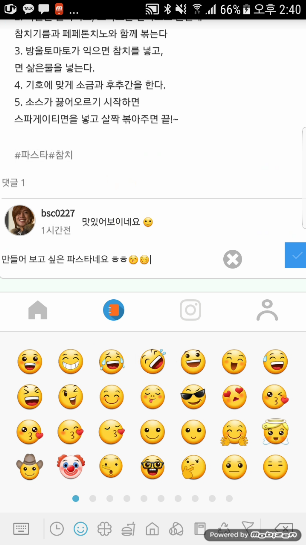 66% 오후 2:40
참치기름과 페페론치노와 함께 볶는다
3. 방울토마토가 익으면 참치를 넣고,
면 삶은물을 넣는다.
4. 기호에 맞게 소금과 후추간을 한다.
5. 소스가 끓어오르기 시작하면
스파게티면을 넣고 살짝 볶아주면 끝!~
#파스타#참치
댓글 1
bsc0227
맛있어보이네요
1시간전
만들어 보고 싶은 파스타네요 ㅎㅎ
Powered by Mobizen